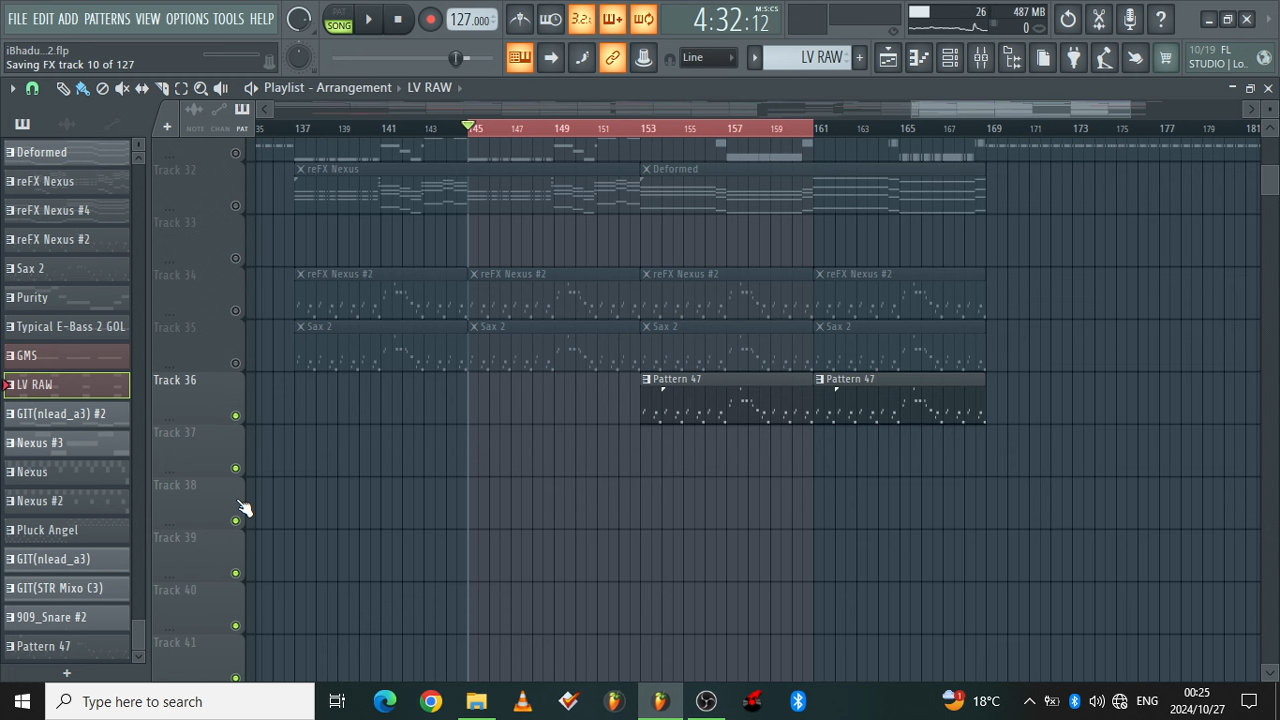 FILE EDIT ADD PATTERNS VIEW OPTIONS TOOLS HELP
PAT
SONG
127.000
3.2
4:32:12
M:S:CS
26
487 MB
0
iBhadu...2.flp
Saving FX track 10 of 127
Line
LV RAW
10/19 FL
STUDIO | Lo...
Playlist - Arrangement
LV RAW
NOTE CHAN PAT
35 137 139 141 143 145 147 149 151 153 155 157 159 161 163 165 167 169 171 173 175 177 179 181
Deformed
reFX Nexus
reFX Nexus #4
reFX Nexus #2
Sax 2
Purity
Typical E-Bass 2 GOL
GMS
LV RAW
GIT(nlead_a3) #2
Nexus #3
Nexus
Nexus #2
Pluck Angel
GIT(nlead_a3)
GIT(STR Mixo C3)
909_Snare #2
Pattern 47
Track 32
reFX Nexus
Deformed
Track 33
Track 34
reFX Nexus #2
reFX Nexus #2
reFX Nexus #2
reFX Nexus #2
Track 35
Sax 2
Sax 2
Sax 2
Sax 2
Track 36
Pattern 47
Pattern 47
Track 37
Track 38
Track 39
Track 40
Track 41
Type here to search
1
18°C
ENG
00:25
2024/10/27